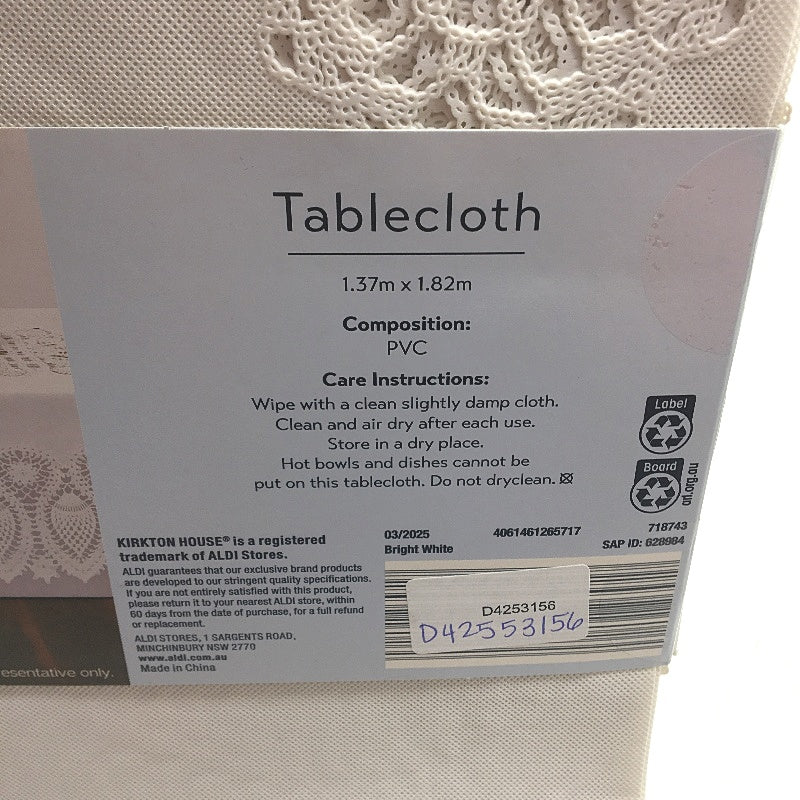 Tablecloth
1.37m x 1.82m
Composition:
PVC
Care Instructions:
Wipe with a clean slightly damp cloth.
Clean and air dry after each use.
Store in a dry place.
Hot bowls and dishes cannot be
put on this tablecloth. Do not dryclean.
Label
Board
arl.org.au
KIRKTON HOUSE® is a registered
trademark of ALDI Stores.
ALDI guarantees that our exclusive brand products
are developed to our stringent quality specifications.
If you are not entirely satisfied with this product,
please return it to your nearest ALDI store, within
60 days from the date of purchase, for a full refund
or replacement.
ALDI STORES, 1 SARGENTS ROAD,
MINCHINBURY NSW 2770
www.aldi.com.au
Made in China
03/2025
Bright White
4061461265717
718743
SAP ID: 628984
D4253156
D42553156
esentative only.